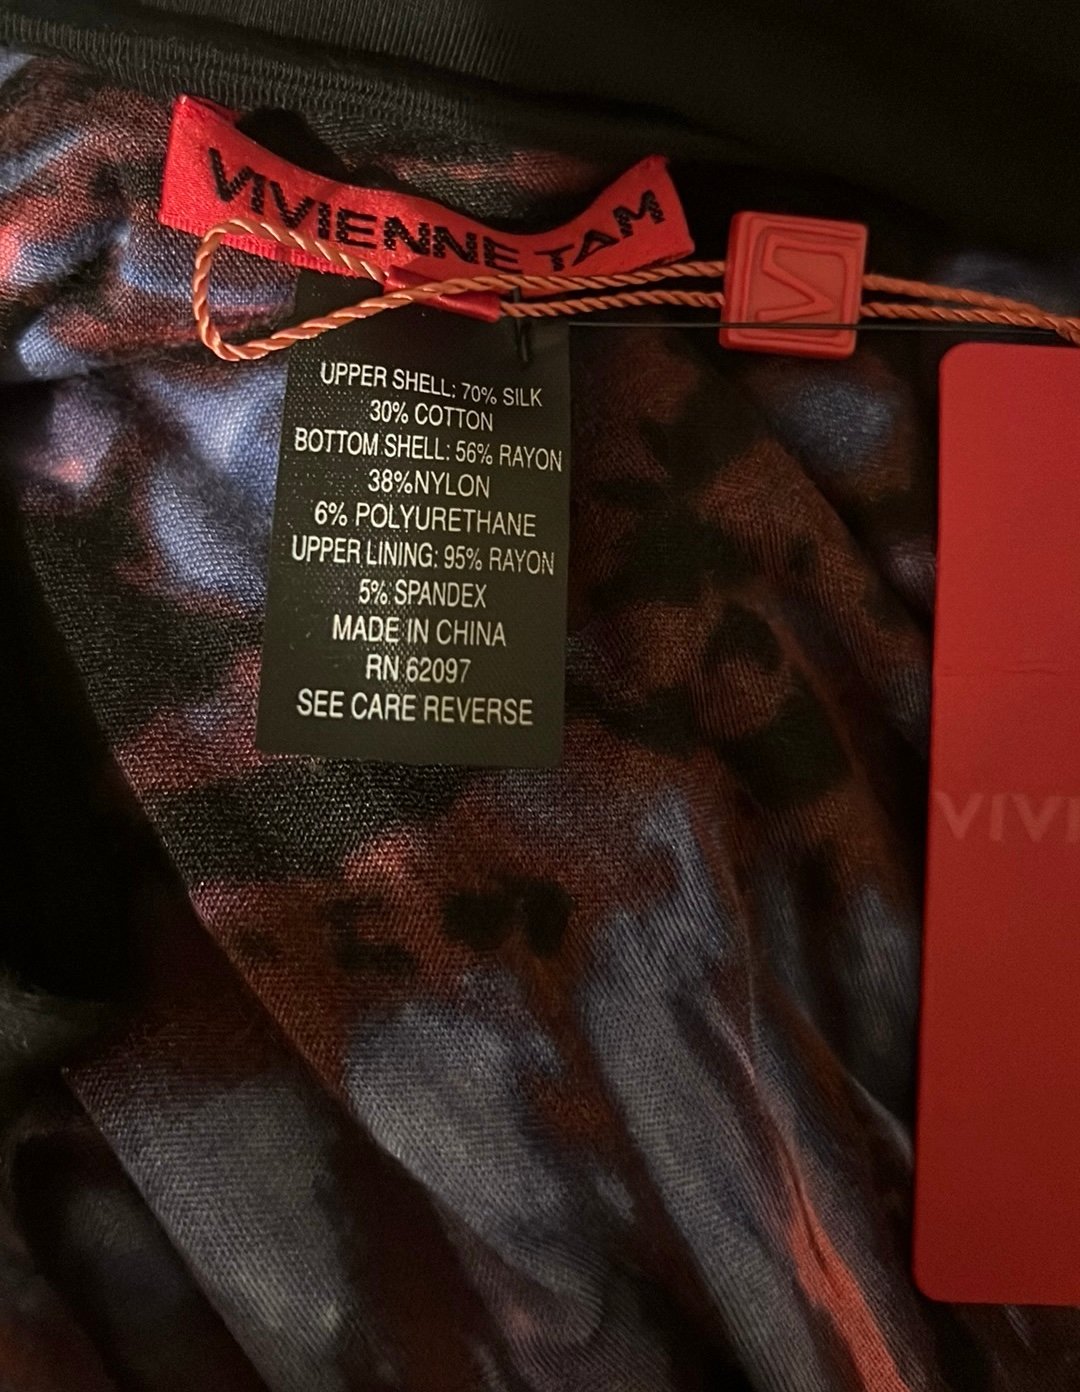 VIVIENNE TAM
UPPER SHELL: 70% SILK
30% COTTON
BOTTOM SHELL: 56% RAYON
38%NYLON
6% POLYURETHANE
UPPER LINING: 95% RAYON
5% SPANDEX
MADE IN CHINA
RN 62097
SEE CARE REVERSE
VIVI